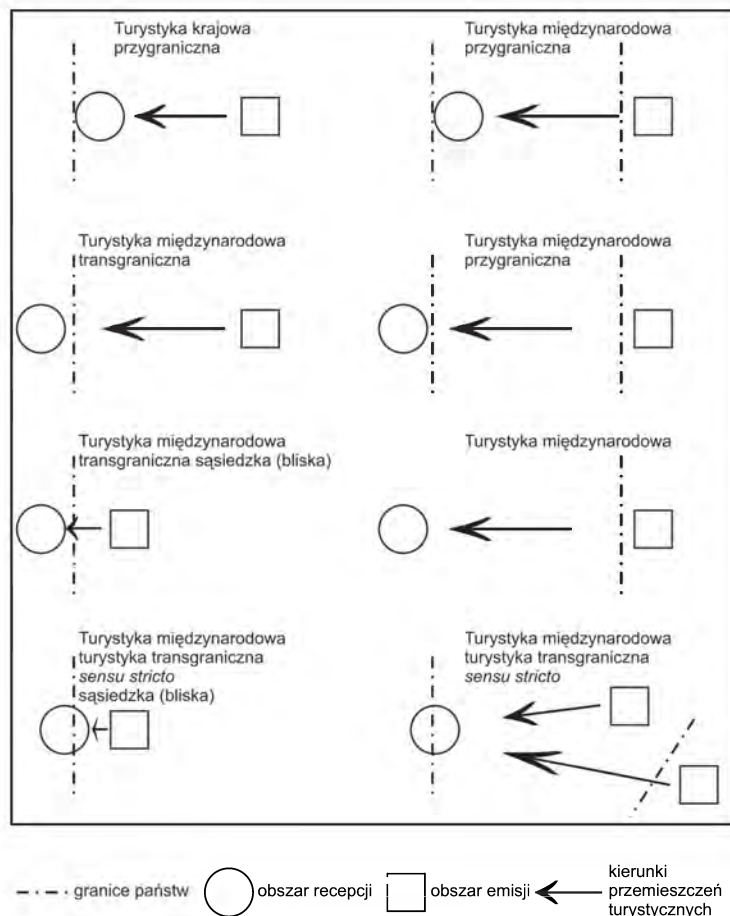 Turystyka krajowa
przygraniczna
Turystyka międzynarodowa
przygraniczna
Turystyka międzynarodowa
transgraniczna
Turystyka międzynarodowa
przygraniczna
Turystyka międzynarodowa
transgraniczna sąsiedzka (bliska)
Turystyka międzynarodowa
Turystyka międzynarodowa
turystyka transgraniczna
sensu stricto
sąsiedzka (bliska)
Turystyka międzynarodowa
turystyka transgraniczna
sensu stricto
granice państw
obszar recepcji
obszar emisji
kierunki
przemieszczeń
turystycznych